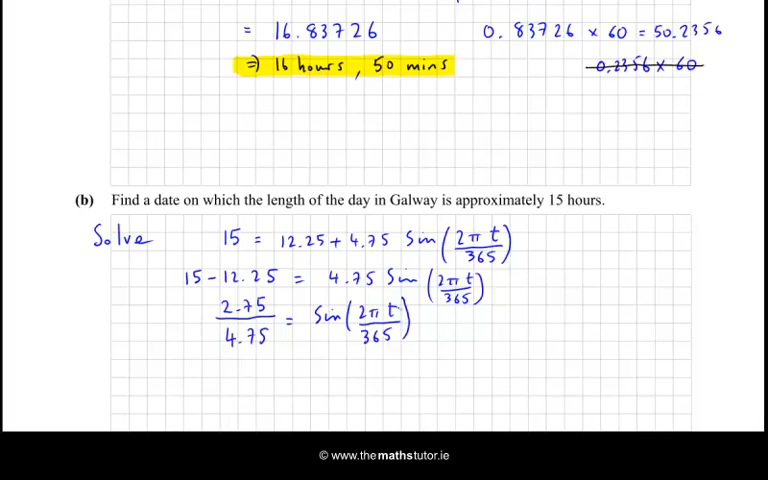 = 16.83726 0.83726 × 60 = 50.2356
⇒ 16 hours, 50 mins 0.2356 × 60
(b) Find a date on which the length of the day in Galway is approximately 15 hours.
Solve 15 = 12.25 + 4.75 Sin(2π t/365)
15 - 12.25 = 4.75 Sin(2π t/365)
2.75/4.75 = Sin(2π t/365)
© www.themathstutor.ie